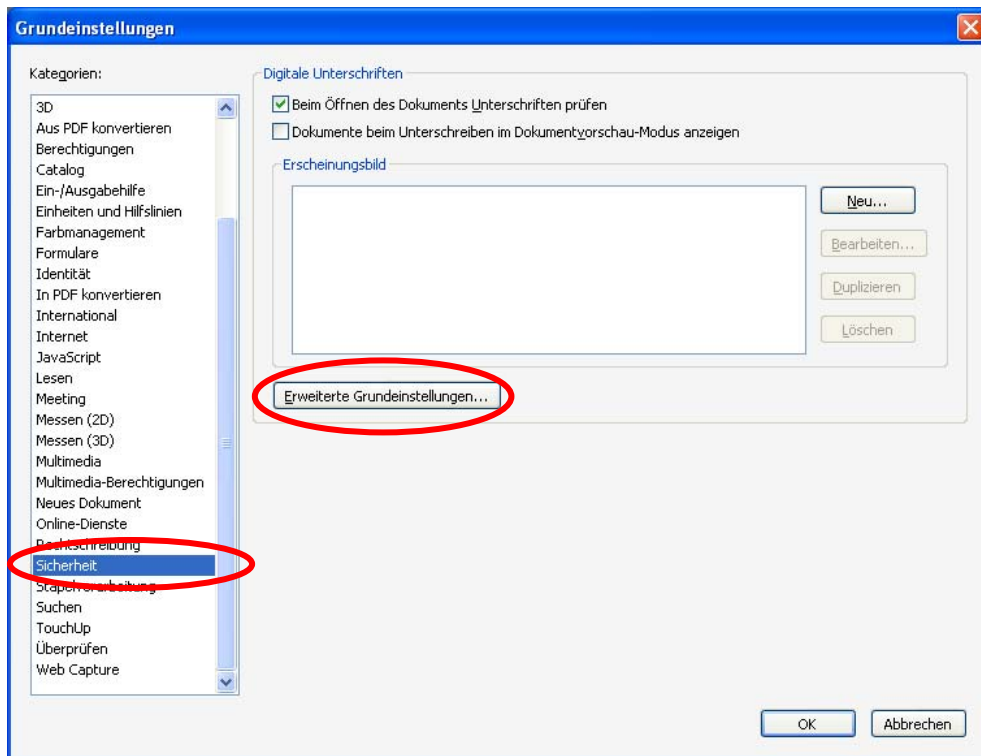 Grundeinstellungen
Kategorien:
3D
Aus PDF konvertieren
Berechtigungen
Catalog
Ein-/Ausgabehilfe
Einheiten und Hilfslinien
Farbmanagement
Formulare
Identität
In PDF konvertieren
International
Internet
JavaScript
Lesen
Meeting
Messen (2D)
Messen (3D)
Multimedia
Multimedia-Berechtigungen
Neues Dokument
Online-Dienste
Rechtschreibung
Sicherheit
Stapelverarbeitung
Suchen
TouchUp
Überprüfen
Web Capture
Digitale Unterschriften
Beim Öffnen des Dokuments Unterschriften prüfen
Dokumente beim Unterschreiben im Dokumentvorschau-Modus anzeigen
Erscheinungsbild
Neu...
Bearbeiten...
Duplizieren
Löschen
Erweiterte Grundeinstellungen...
OK
Abbrechen